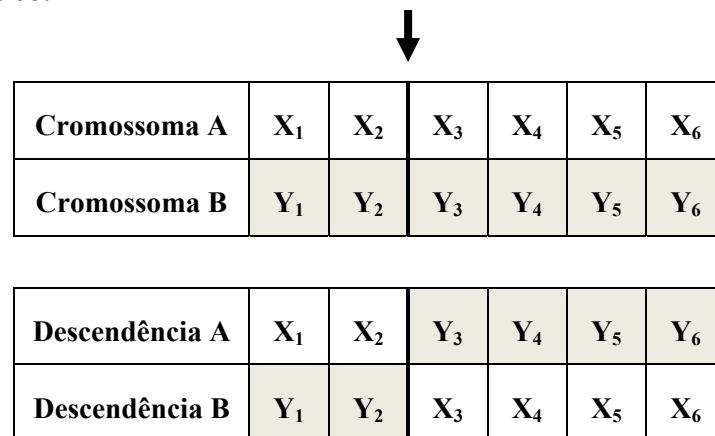 Cromossoma A X₁ X₂ X₃ X₄ X₅ X₆
Cromossoma B Y₁ Y₂ Y₃ Y₄ Y₅ Y₆
Descendência A X₁ X₂ Y₃ Y₄ Y₅ Y₆
Descendência B Y₁ Y₂ X₃ X₄ X₅ X₆